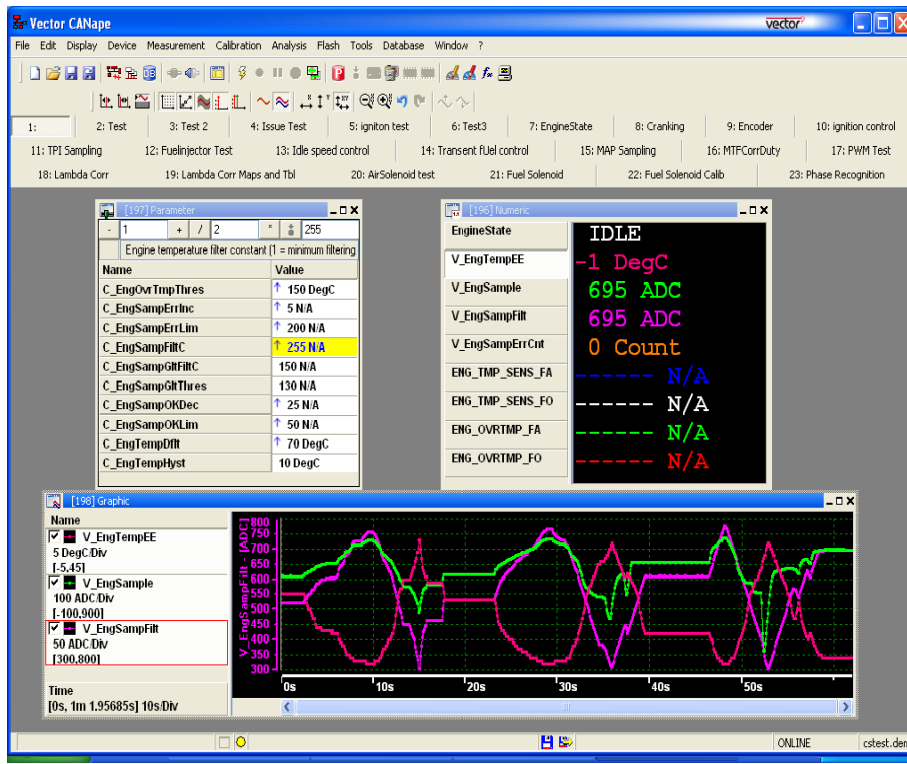 Vector CANape
vector
File Edit Display Device Measurement Calibration Analysis Flash Tools Database Window ?
1: 2: Test 3: Test 2 4: Issue Test 5: igniton test 6: Test3 7: EngineState 8: Cranking 9: Encoder 10: ignition control
11: TPI Sampling 12: Fuelinjector Test 13: Idle speed control 14: Transent fUel control 15: MAP Sampling 16: MTFCorrDuty 17: PWM Test
18: Lambda Corr 19: Lambda Corr Maps and Tbl 20: AirSolenoid test 21: Fuel Solenoid 22: Fuel Solenoid Calib 23: Phase Recognition
[197] Parameter
- 1 + / 2 * 255
Engine temperature filter constant (1 = minimum filtering
Name Value
C_EngOvrTmpThres 150 DegC
C_EngSampErrInc 5 N/A
C_EngSampErrLim 200 N/A
C_EngSampFiltC 255 N/A
C_EngSampGltFiltC 150 N/A
C_EngSampGltThres 130 N/A
C_EngSampOKDec 25 N/A
C_EngSampOKLim 50 N/A
C_EngTempDflt 70 DegC
C_EngTempHyst 10 DegC
[196] Numeric
EngineState IDLE
V_EngTempEE -1 DegC
V_EngSample 695 ADC
V_EngSampFilt 695 ADC
V_EngSampErrCnt 0 Count
ENG_TMP_SENS_FA ------ N/A
ENG_TMP_SENS_FO ------ N/A
ENG_OVRTMP_FA ------ N/A
ENG_OVRTMP_FO ------ N/A
[198] Graphic
Name
V_EngTempEE
5 DegC/Div
[-5,45]
V_EngSample
100 ADC/Div
[-100,900]
V_EngSampFilt
50 ADC/Div
[300,800]
Time
[0s, 1m 1.95685s] 10s/Div
V_EngSampFilt - [ADC]
800
750
700
650
600
550
500
450
400
350
300
0s 10s 20s 30s 40s 50s
ONLINE cstest.den